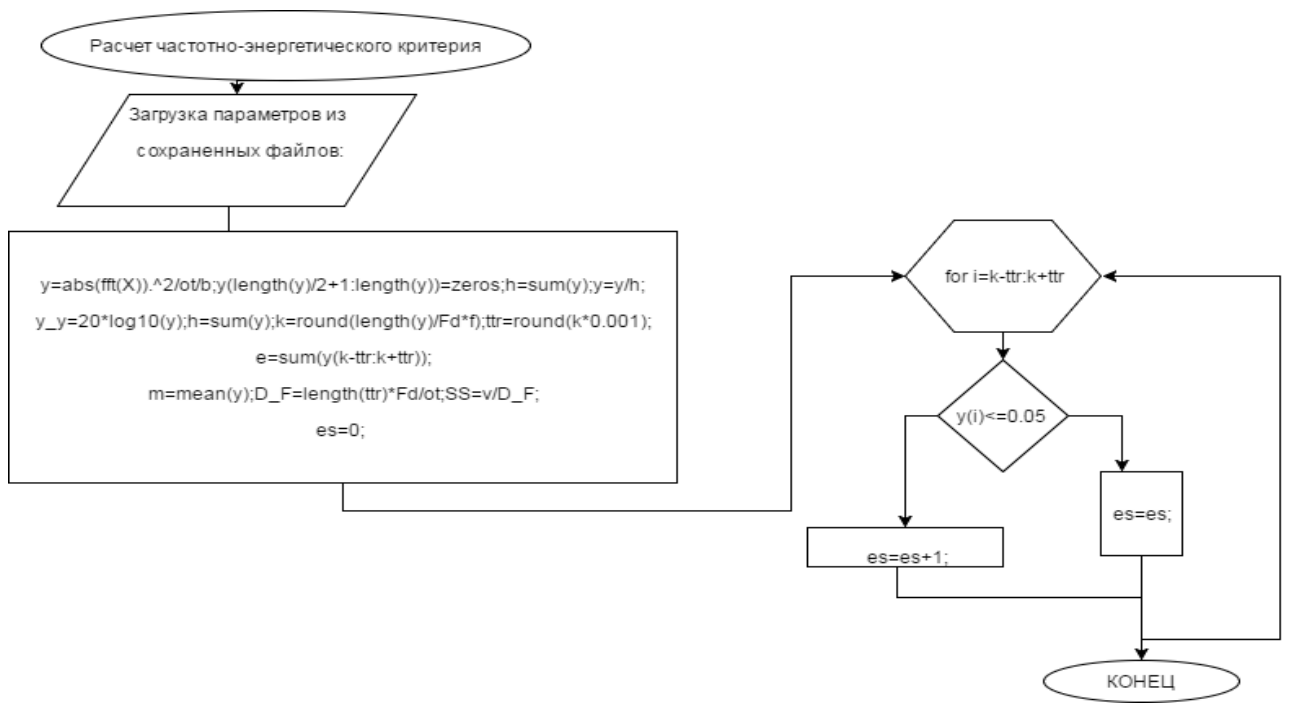 Расчет частотно-энергетического критерия
Загрузка параметров из
сохраненных файлов:
y=abs(fft(X)).^2/ot/b;y(length(y)/2+1:length(y))=zeros;h=sum(y);y=y/h;
y_y=20*log10(y);h=sum(y);k=round(length(y)/Fd*f);ttr=round(k*0.001);
e=sum(y(k-ttr:k+ttr));
m=mean(y);D_F=length(ttr)*Fd/ot;SS=v/D_F;
es=0;
for i=k-ttr:k+ttr
y(i)<=0.05
es=es+1;
es=es;
КОНЕЦ